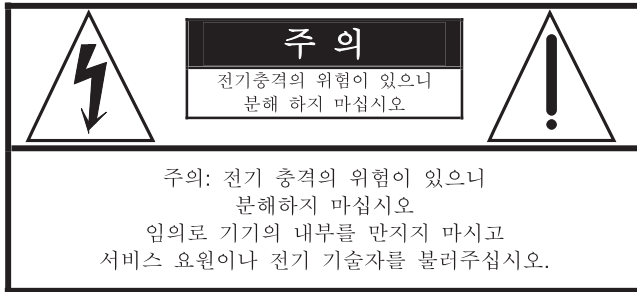 주 의
전기충격의 위험이 있으니
분해 하지 마십시오
주의: 전기 충격의 위험이 있으니
분해하지 마십시오
임의로 기기의 내부를 만지지 마시고
서비스 요원이나 전기 기술자를 불러주십시오.